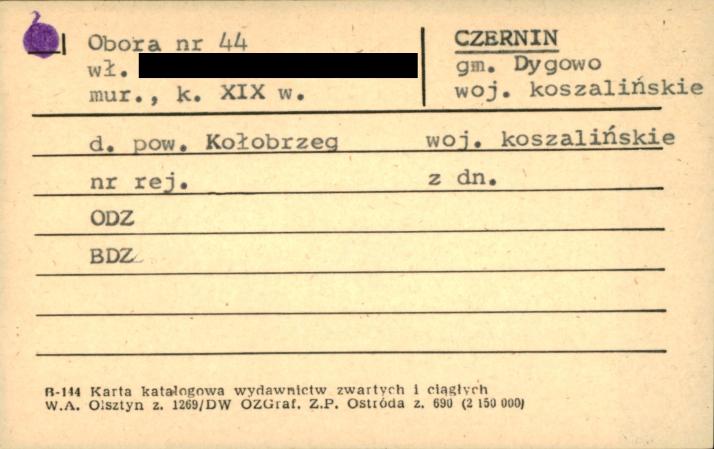 Obora nr 44
wł.
mur., k. XIX w.
CZERNIN
gm. Dygowo
woj. koszalińskie
d. pow. Kołobrzeg woj. koszalińskie
nr rej. z dn.
ODZ
BDZ
B-144 Karta katalogowa wydawnictw zwartych i ciągłych
W.A. Olsztyn z. 1269/DW OZGraf. Z.P. Ostróda z. 690 (2 150 000)